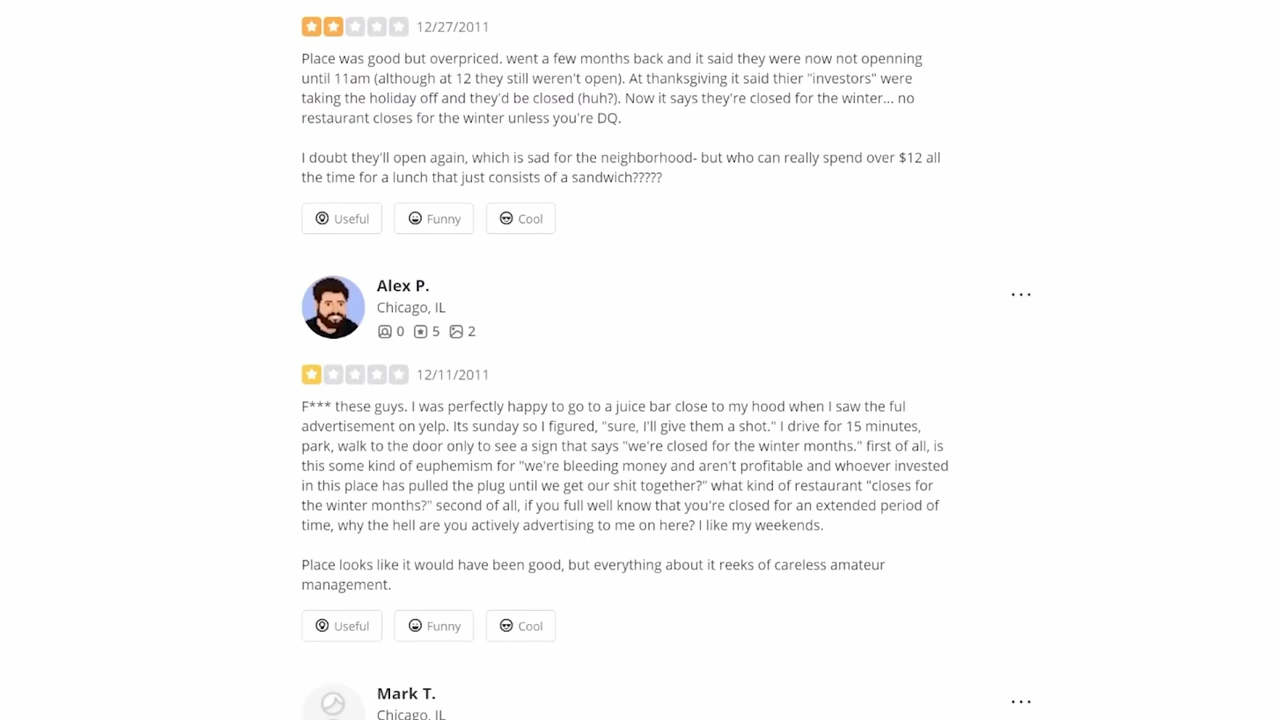 12/27/2011
Place was good but overpriced. went a few months back and it said they were now not openning
until 11am (although at 12 they still weren't open). At thanksgiving it said thier "investors" were
taking the holiday off and they'd be closed (huh?). Now it says they're closed for the winter... no
restaurant closes for the winter unless you're DQ.
I doubt they'll open again, which is sad for the neighborhood- but who can really spend over $12 all
the time for a lunch that just consists of a sandwich?????
Useful Funny Cool
Alex P.
Chicago, IL
0 5 2
12/11/2011
F*** these guys. I was perfectly happy to go to a juice bar close to my hood when I saw the ful
advertisement on yelp. Its sunday so I figured, "sure, I'll give them a shot." I drive for 15 minutes,
park, walk to the door only to see a sign that says "we're closed for the winter months." first of all, is
this some kind of euphemism for "we're bleeding money and aren't profitable and whoever invested
in this place has pulled the plug until we get our shit together?" what kind of restaurant "closes for
the winter months?" second of all, if you full well know that you're closed for an extended period of
time, why the hell are you actively advertising to me on here? I like my weekends.
Place looks like it would have been good, but everything about it reeks of careless amateur
management.
Useful Funny Cool
Mark T.
Chicago, IL